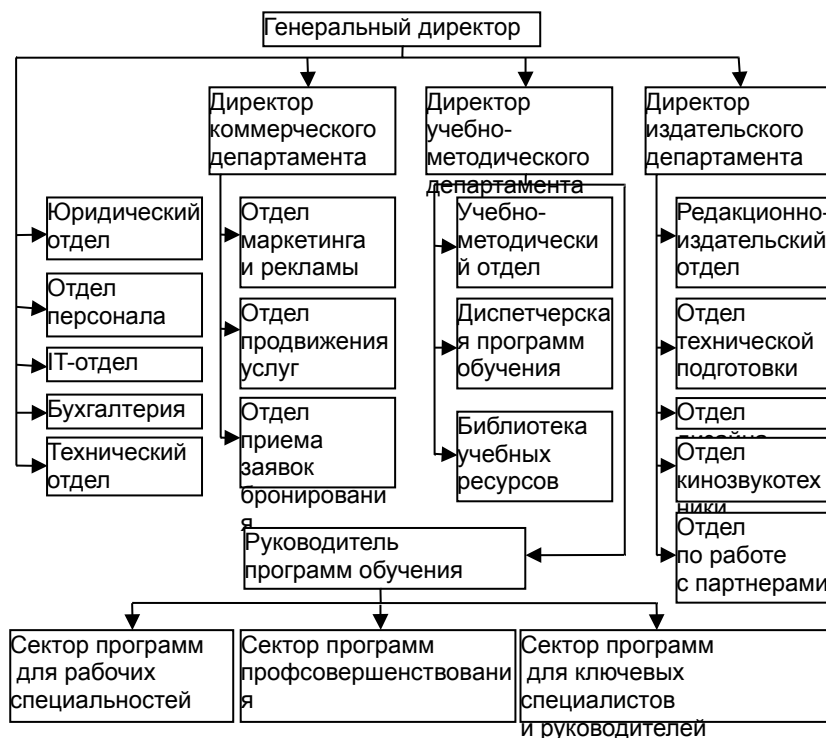 Генеральный директор
Директор
коммерческого
департамента
Директор
учебно-
методического
департамента
Директор
издательского
департамента
Юридический
отдел
Отдел
персонала
IT-отдел
Бухгалтерия
Технический
отдел
Отдел
маркетинга
и рекламы
Отдел
продвижения
услуг
Отдел
приема
заявок
бронировани
я
Учебно-
методически
й отдел
Диспетчерска
я программ
обучения
Библиотека
учебных
ресурсов
Редакционно-
издательский
отдел
Отдел
технической
подготовки
Отдел
дизайна
Отдел
кинозвукотех
ники
Отдел
по работе
с партнерами
Руководитель
программ обучения
Сектор программ
для рабочих
специальностей
Сектор программ
профсовершенствовани
я
Сектор программ
для ключевых
специалистов
и руководителей